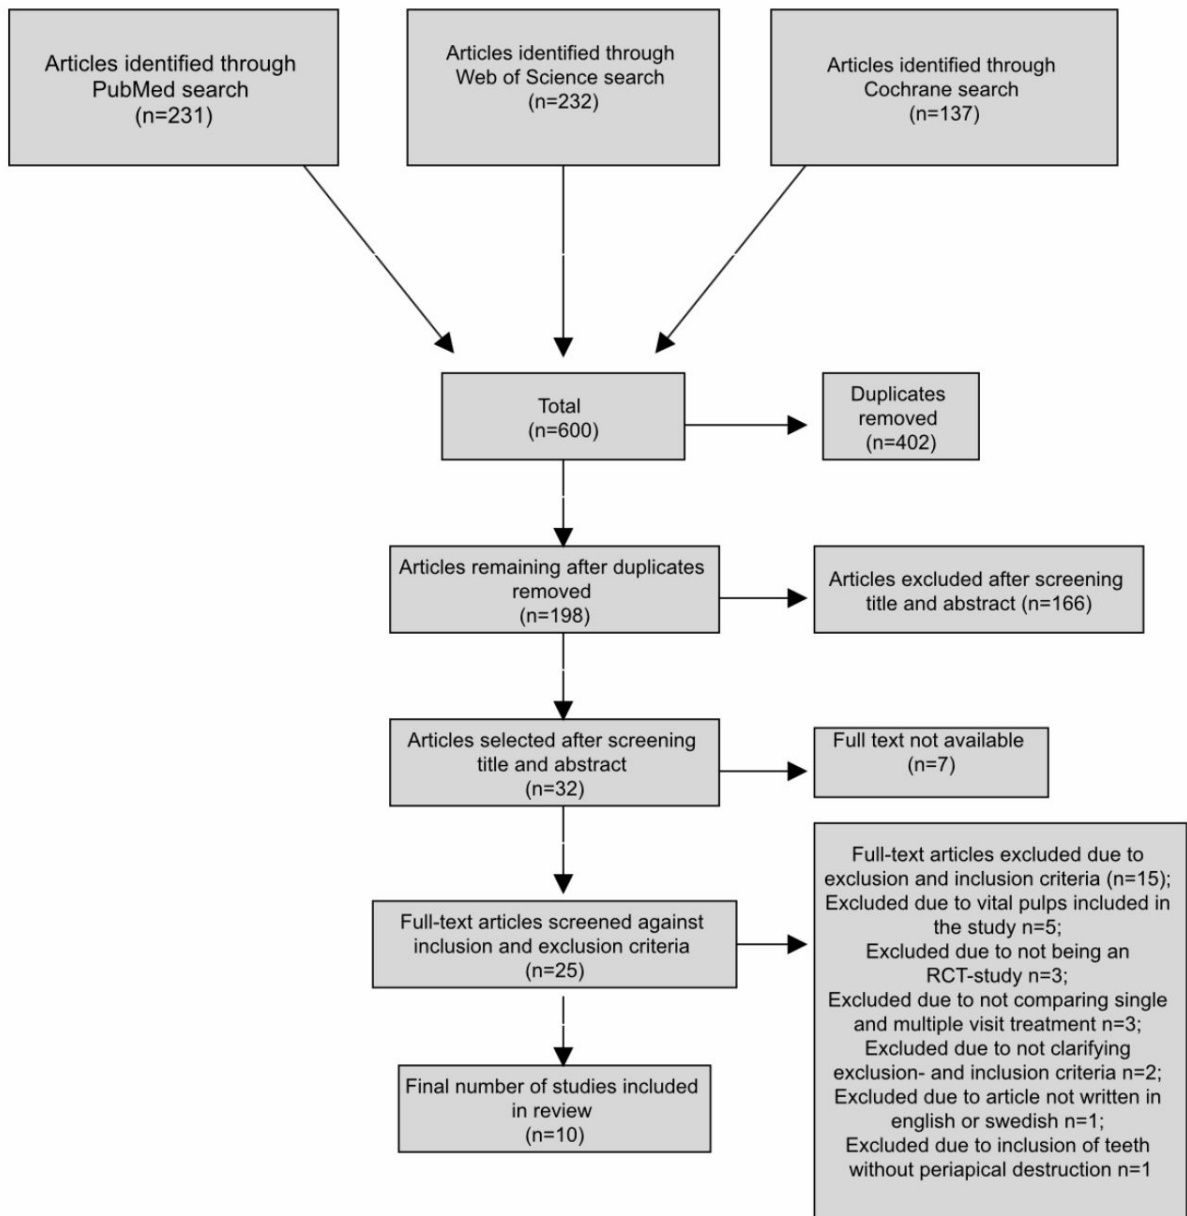 Articles identified through
PubMed search
(n=231)
Articles identified through
Web of Science search
(n=232)
Articles identified through
Cochrane search
(n=137)
Total
(n=600)
Duplicates
removed
(n=402)
Articles remaining after duplicates
removed
(n=198)
Articles excluded after screening
title and abstract (n=166)
Articles selected after screening
title and abstract
(n=32)
Full text not available
(n=7)
Full-text articles screened against
inclusion and exclusion criteria
(n=25)
Full-text articles excluded due to
exclusion and inclusion criteria (n=15);
Excluded due to vital pulps included in
the study n=5;
Excluded due to not being an
RCT-study n=3;
Excluded due to not comparing single
and multiple visit treatment n=3;
Excluded due to not clarifying
exclusion- and inclusion criteria n=2;
Excluded due to article not written in
english or swedish n=1;
Excluded due to inclusion of teeth
without periapical destruction n=1
Final number of studies included
in review
(n=10)